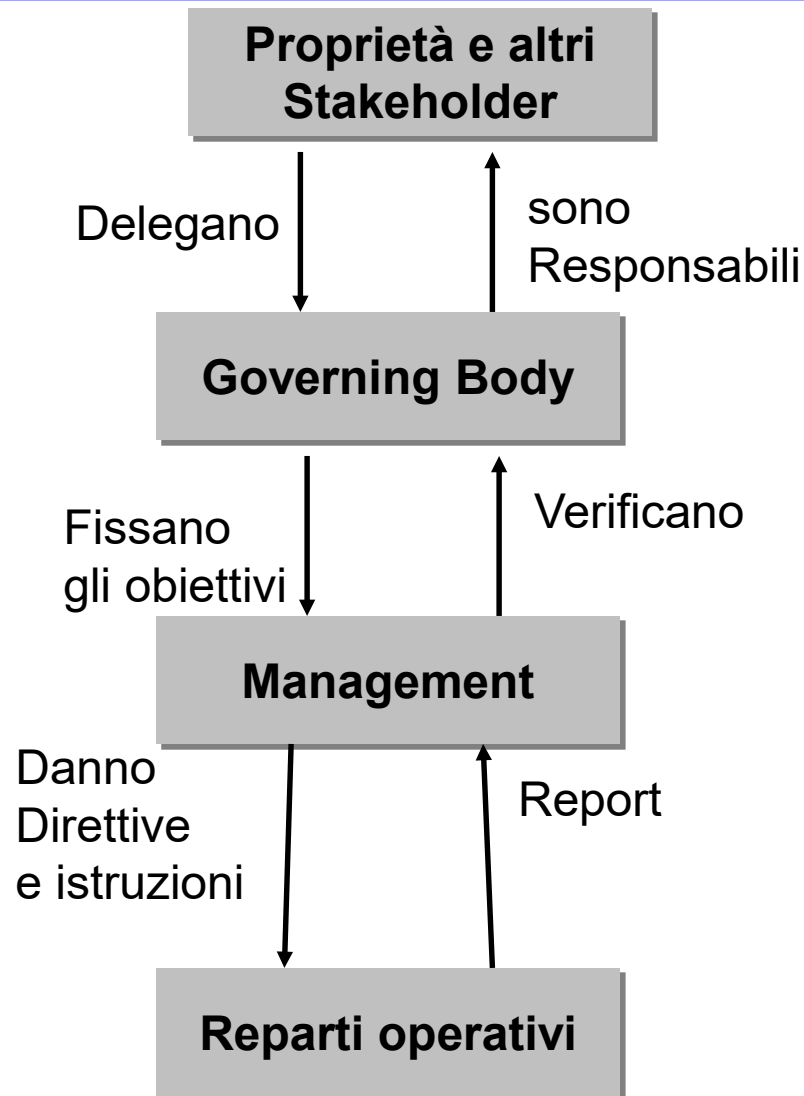 Proprietà e altri
Stakeholder
Delegano
sono
Responsabili
Governing Body
Fissano
gli obiettivi
Verificano
Management
Danno
Direttive
e istruzioni
Report
Reparti operativi